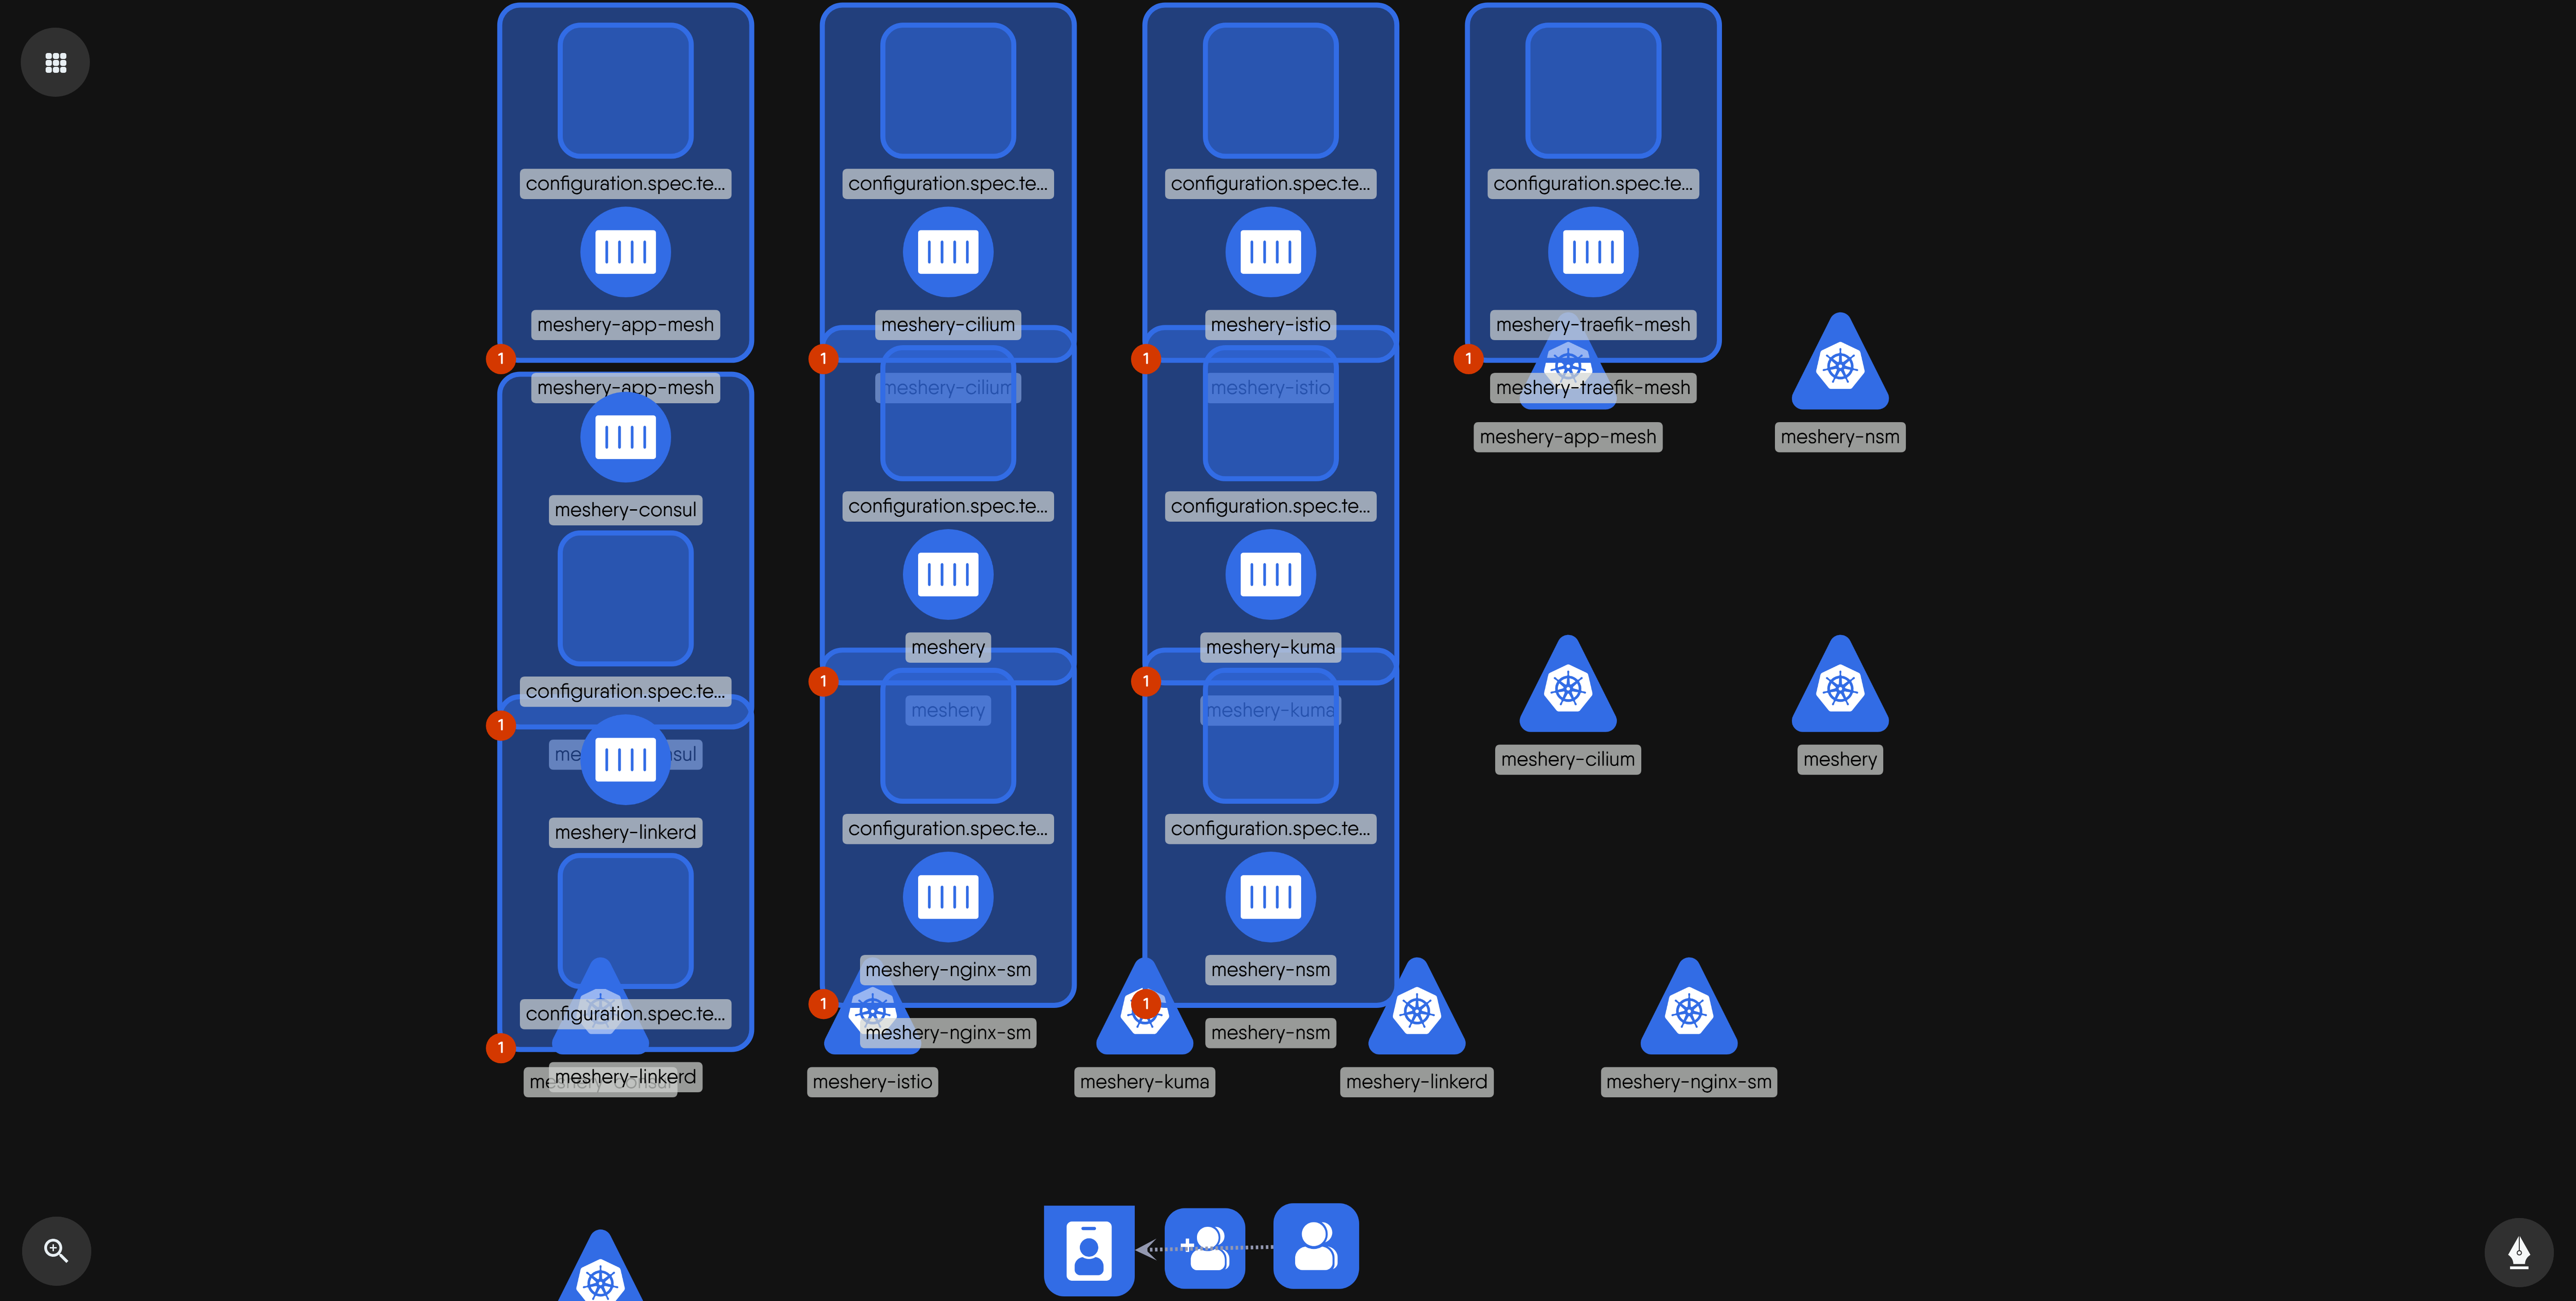 configuration.spec.te...
configuration.spec.te...
configuration.spec.te...
configuration.spec.te...
meshery-app-mesh
meshery-cilium
meshery-istio
meshery-traefik-mesh
1
1
1
1
meshery-app-mesh
meshery-cilium
meshery-istio
meshery-traefik-mesh
meshery-app-mesh
meshery-nsm
meshery-consul
configuration.spec.te...
configuration.spec.te...
meshery
meshery-kuma
1
1
configuration.spec.te...
meshery
meshery-kuma
1
meshery-cilium
meshery
meshery-linkerd
configuration.spec.te...
configuration.spec.te...
meshery-nginx-sm
meshery-nsm
1
1
configuration.spec.te...
meshery-nginx-sm
meshery-nsm
1
meshery-linkerd
meshery-istio
meshery-kuma
meshery-linkerd
meshery-nginx-sm